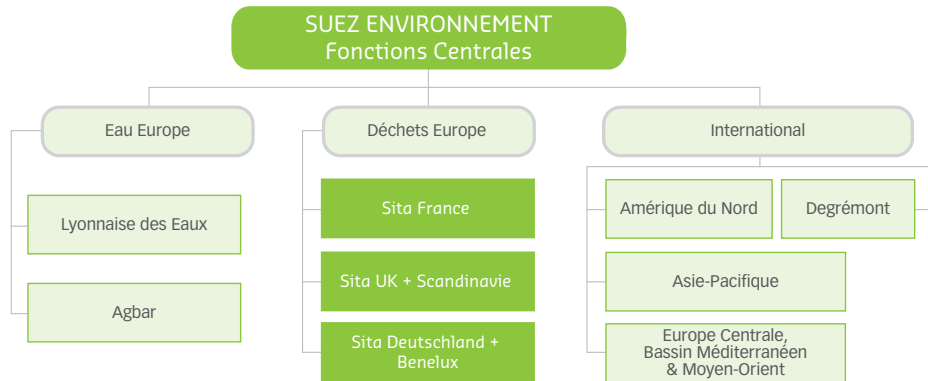 SUEZ ENVIRONNEMENT
Fonctions Centrales
Eau Europe
Déchets Europe
International
Lyonnaise des Eaux
Agbar
Sita France
Sita UK + Scandinavie
Sita Deutschland +
Benelux
Amérique du Nord
Degrémont
Asie-Pacifique
Europe Centrale,
Bassin Méditerranéen
& Moyen-Orient